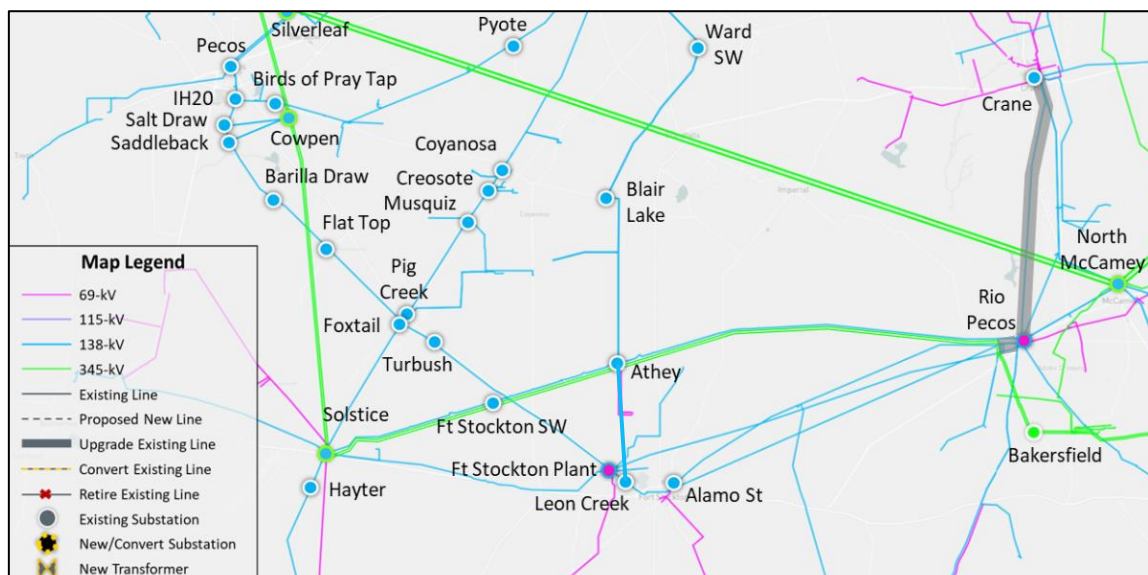 Silverleaf
Pyote
Ward
SW
Pecos
Birds of Pray Tap
IH20
Crane
Salt Draw
Saddleback
Cowpen
Coyanosa
Creosote
Musquiz
Barilla Draw
Blair
Lake
Flat Top
North
McCamey
Pig
Creek
Foxtail
Rio
Pecos
Turbush
Athey
Solstice
Ft Stockton SW
Bakersfield
Ft Stockton Plant
Leon Creek
Alamo St
Hayter
Imperial
Coyanosa
Map Legend
69-kV
115-kV
138-kV
345-kV
Existing Line
Proposed New Line
Upgrade Existing Line
Convert Existing Line
Retire Existing Line
Existing Substation
New/Convert Substation
New Transformer